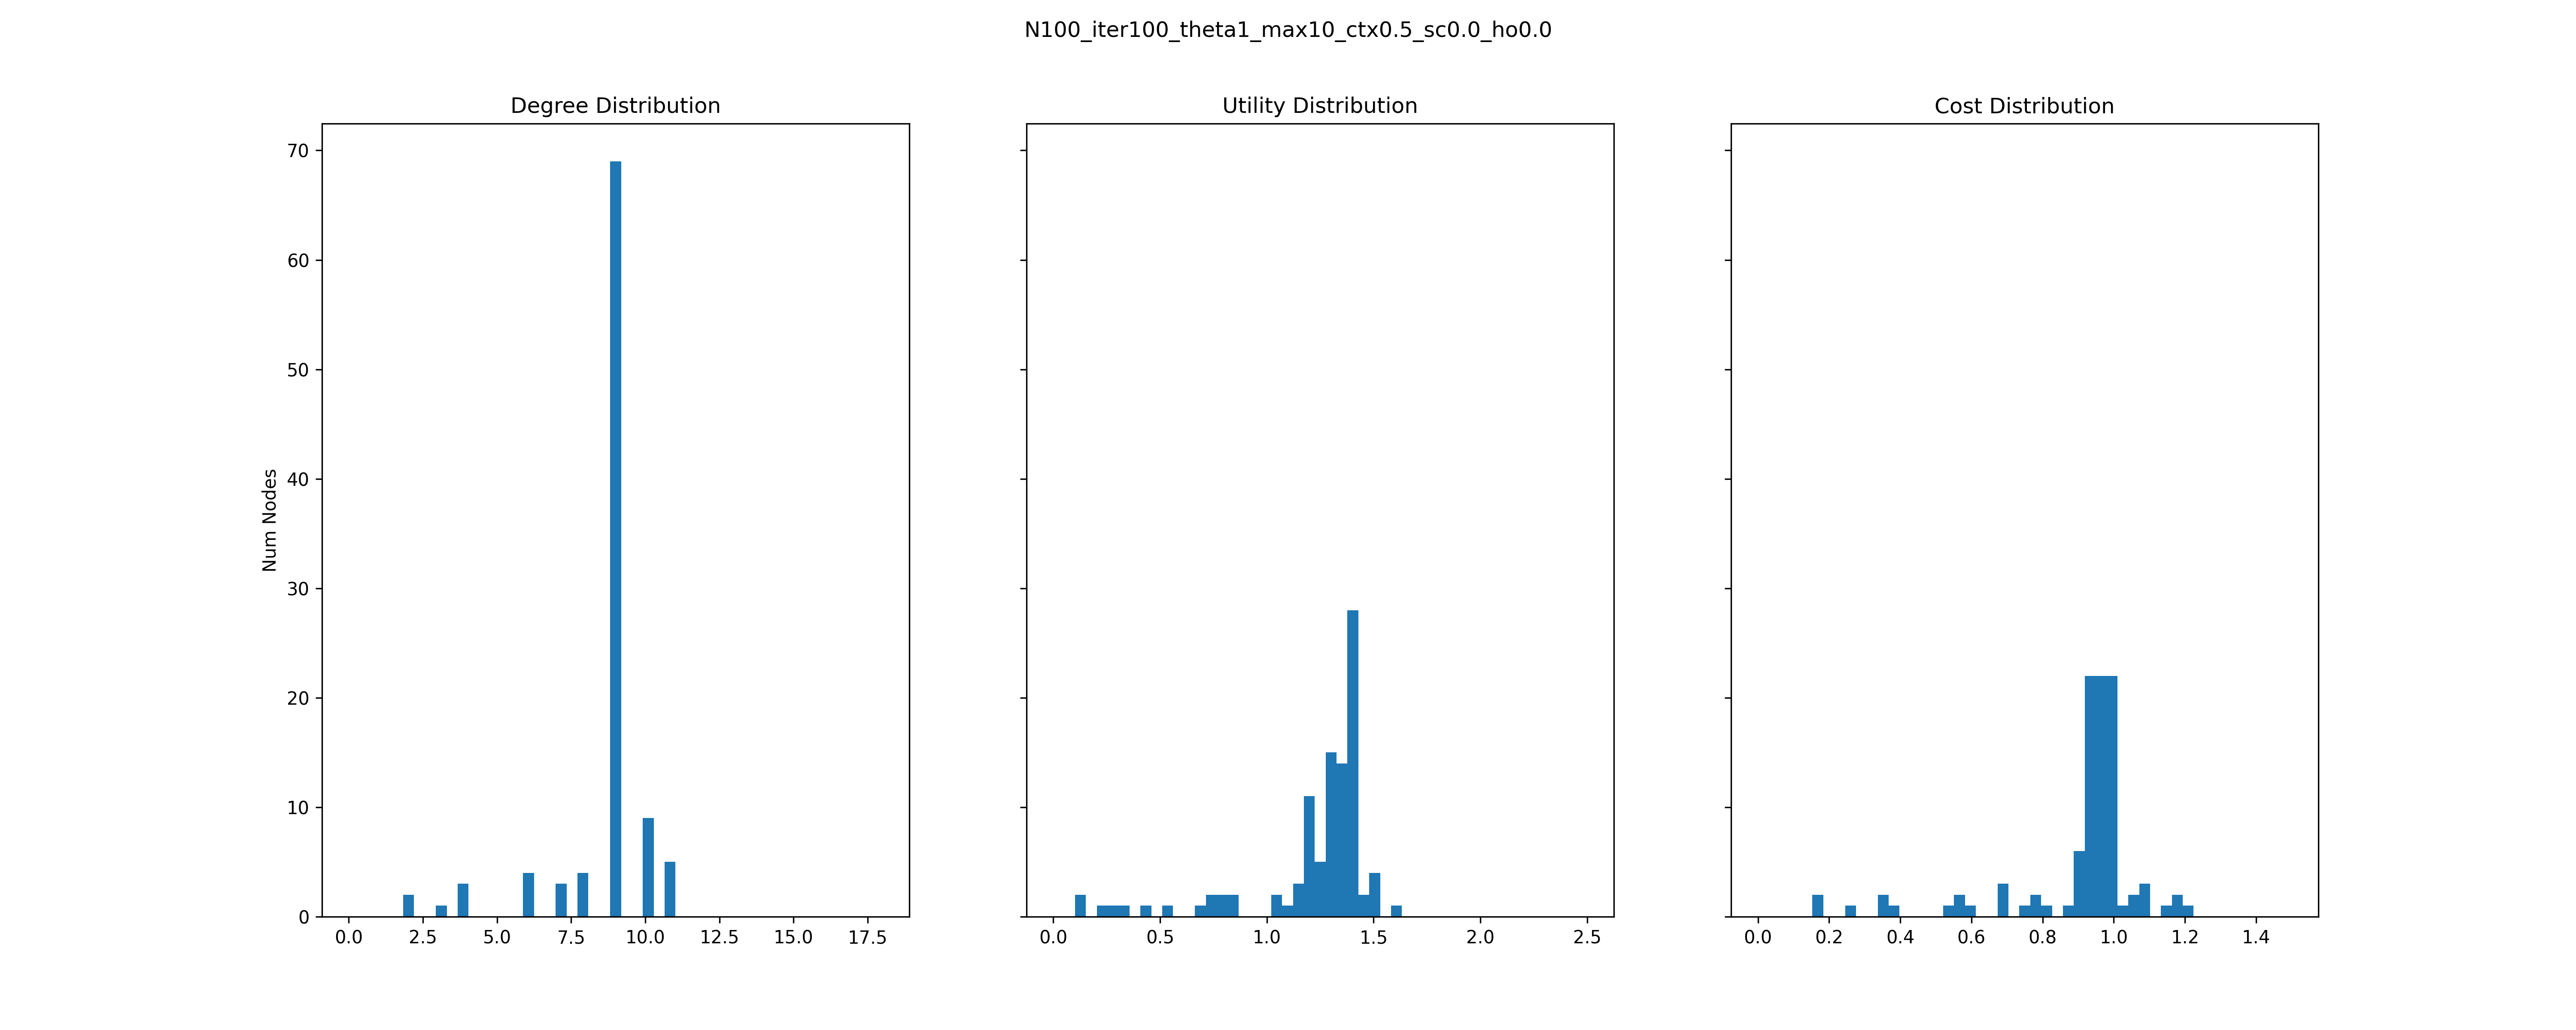 N100_iter100_theta1_max10_ctx0.5_sc0.0_ho0.0
Degree Distribution
Utility Distribution
Cost Distribution
Num Nodes
70
60
50
40
30
20
10
0
0.0 2.5 5.0 7.5 10.0 12.5 15.0 17.5
0.0 0.5 1.0 1.5 2.0 2.5
0.0 0.2 0.4 0.6 0.8 1.0 1.2 1.4